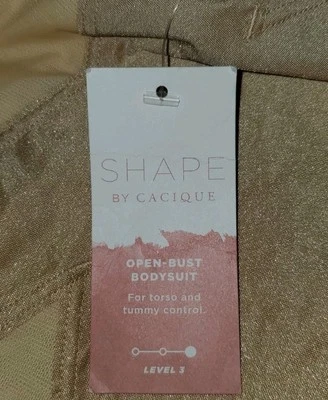 SHAPE
BY CACIQUE
OPEN-BUST
BODYSUIT
For torso and
tummy control.
LEVEL 3